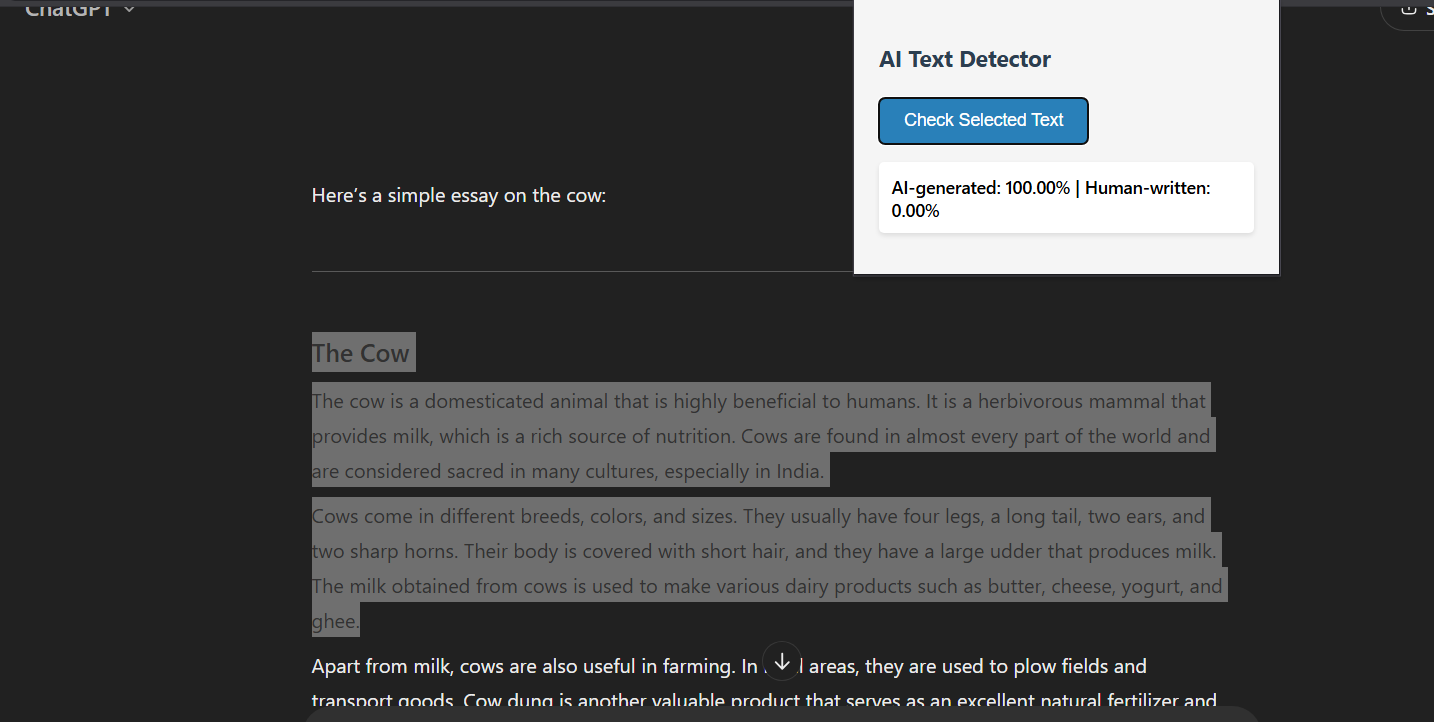 ChatGPT
S
AI Text Detector
Check Selected Text
AI-generated: 100.00% | Human-written:
0.00%
Here’s a simple essay on the cow:
The Cow
The cow is a domesticated animal that is highly beneficial to humans. It is a herbivorous mammal that
provides milk, which is a rich source of nutrition. Cows are found in almost every part of the world and
are considered sacred in many cultures, especially in India.
Cows come in different breeds, colors, and sizes. They usually have four legs, a long tail, two ears, and
two sharp horns. Their body is covered with short hair, and they have a large udder that produces milk.
The milk obtained from cows is used to make various dairy products such as butter, cheese, yogurt, and
ghee.
Apart from milk, cows are also useful in farming. In areas, they are used to plow fields and
transport goods. Cow dung is another valuable product that serves as an excellent natural fertilizer and